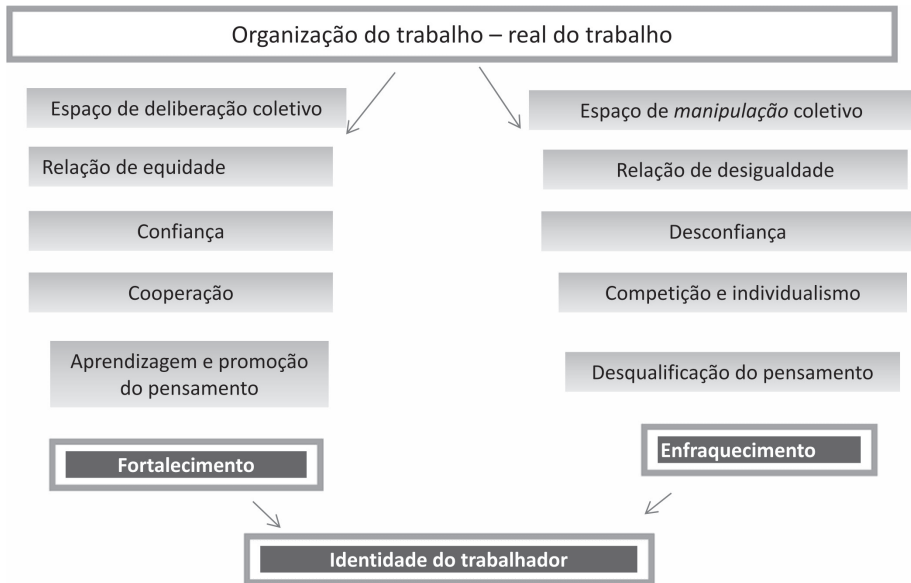 Organização do trabalho – real do trabalho
Espaço de deliberação coletivo
Relação de equidade
Confiança
Cooperação
Aprendizagem e promoção
do pensamento
Fortalecimento
Espaço de manipulação coletivo
Relação de desigualdade
Desconfiança
Competição e individualismo
Desqualificação do pensamento
Enfraquecimento
Identidade do trabalhador